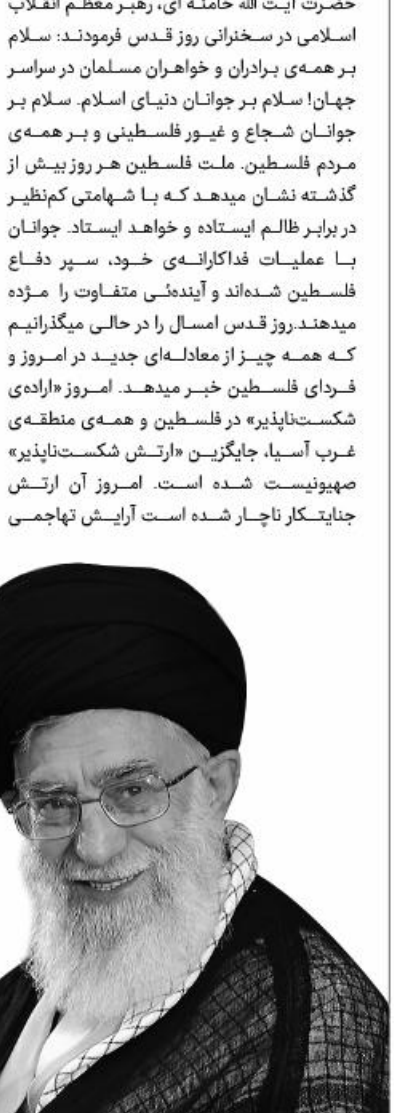 حضرت آیت الله خامنه ای، رهبر معظم انقلاب
اسلامی در سخنرانی روز قدس فرمودند: سلام
بر همه‌ی برادران و خواهران مسلمان در سراسر
جهان! سلام بر جوانان دنیای اسلام. سلام بر
جوانان شجاع و غیور فلسطینی و بر همه‌ی
مردم فلسطین. ملت فلسطین هر روز بیش از
گذشته نشان میدهد که با شهامتی کم‌نظیر
در برابر ظالم ایستاده و خواهد ایستاد. جوانان
با عملیات فداکارانه‌ی خود، سپر دفاع
فلسطین شده‌اند و آینده‌ئی متفاوت را مژده
میدهند.روز قدس امسال را در حالی میگذرانیم
که همه چیز از معادله‌ای جدید در امروز و
فردای فلسطین خبر میدهد. امروز «اراده‌ی
شکست‌ناپذیر» در فلسطین و همه‌ی منطقه‌ی
غرب آسیا، جایگزین «ارتش شکست‌ناپذیر»
صهیونیست شده است. امروز آن ارتش
جنایتکار ناچار شده است آرایش تهاجمی